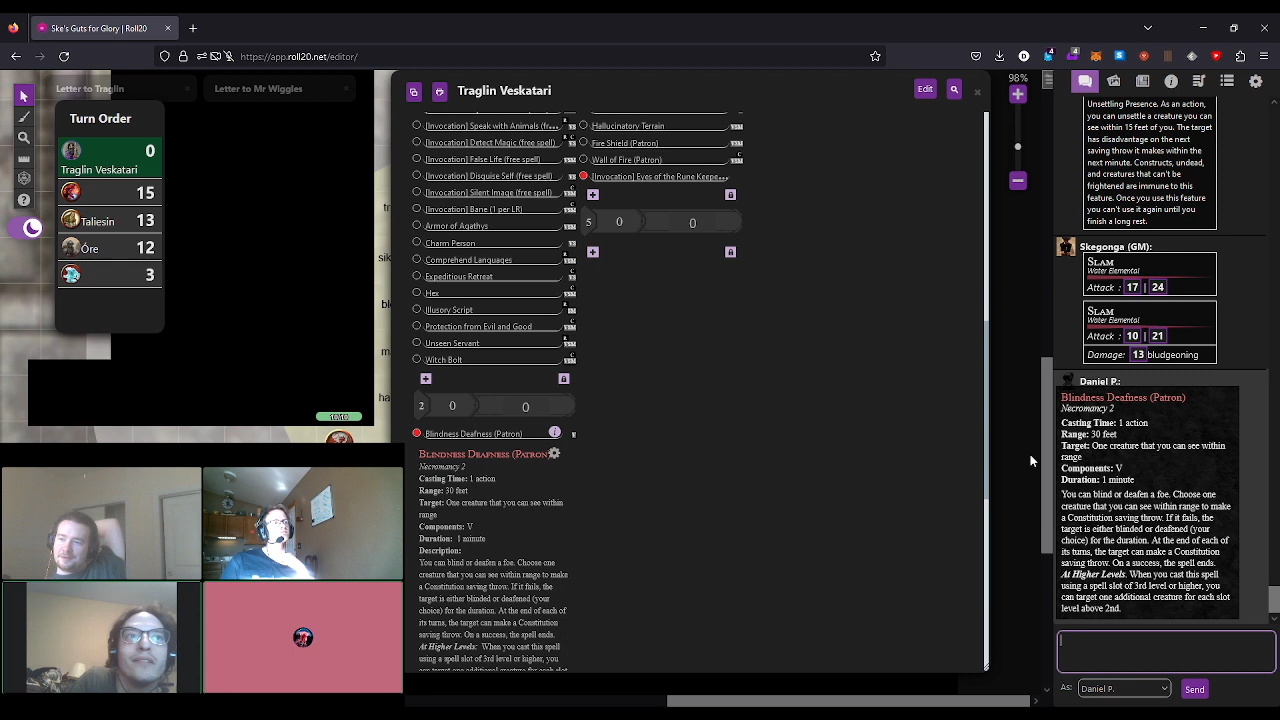 Ske's Guts for Glory | Roll20
https://app.roll20.net/editor/
Letter to Traglin
Letter to Mr Wiggles
Turn Order
0
Traglin Veskatari
15
Taliesin
13
Óre
12
3
10/10
Traglin Veskatari
Edit
98%
[Invocation] Speak with Animals (fr...
[Invocation] Detect Magic (free spell)
[Invocation] False Life (free spell)
[Invocation] Disguise Self (free spell)
[Invocation] Silent Image (free spell)
[Invocation] Bane (1 per LR)
Armor of Agathys
Charm Person
Comprehend Languages
Expeditious Retreat
Hex
Illusory Script
Protection from Evil and Good
Unseen Servant
Witch Bolt
2 0 0
Blindness Deafness (Patron)
Blindness Deafness (Patron)
Necromancy 2
Casting Time: 1 action
Range: 30 feet
Target: One creature that you can see within
range
Components: V
Duration: 1 minute
Description:
You can blind or deafen a foe. Choose one
creature that you can see within range to make
a Constitution saving throw. If it fails, the
target is either blinded or deafened (your
choice) for the duration. At the end of each of
its turns, the target can make a Constitution
saving throw. On a success, the spell ends.
At Higher Levels: When you cast this spell
using a spell slot of 3rd level or higher, you
can target one additional creature for each slot
Hallucinatory Terrain
Fire Shield (Patron)
Wall of Fire (Patron)
[Invocation] Eyes of the Rune Keepe...
5 0 0
Unsettling Presence. As an action,
you can unsettle a creature you
can see within 15 feet of you. The
target has disadvantage on the next
saving throw it makes within the
next minute. Constructs, undead,
and creatures that can't be
frightened are immune to this
feature. Once you use this feature
you can't use it again until you
finish a long rest.
Skegonga (GM):
Slam
Water Elemental
Attack : 17 | 24
Slam
Water Elemental
Attack : 10 | 21
Damage: 13 bludgeoning
Daniel P.:
Blindness Deafness (Patron)
Necromancy 2
Casting Time: 1 action
Range: 30 feet
Target: One creature that you can see within
range
Components: V
Duration: 1 minute
You can blind or deafen a foe. Choose one
creature that you can see within range to make
a Constitution saving throw. If it fails, the
target is either blinded or deafened (your
choice) for the duration. At the end of each of
its turns, the target can make a Constitution
saving throw. On a success, the spell ends.
At Higher Levels. When you cast this spell
using a spell slot of 3rd level or higher, you
can target one additional creature for each slot
level above 2nd.
As: Daniel P.
Send